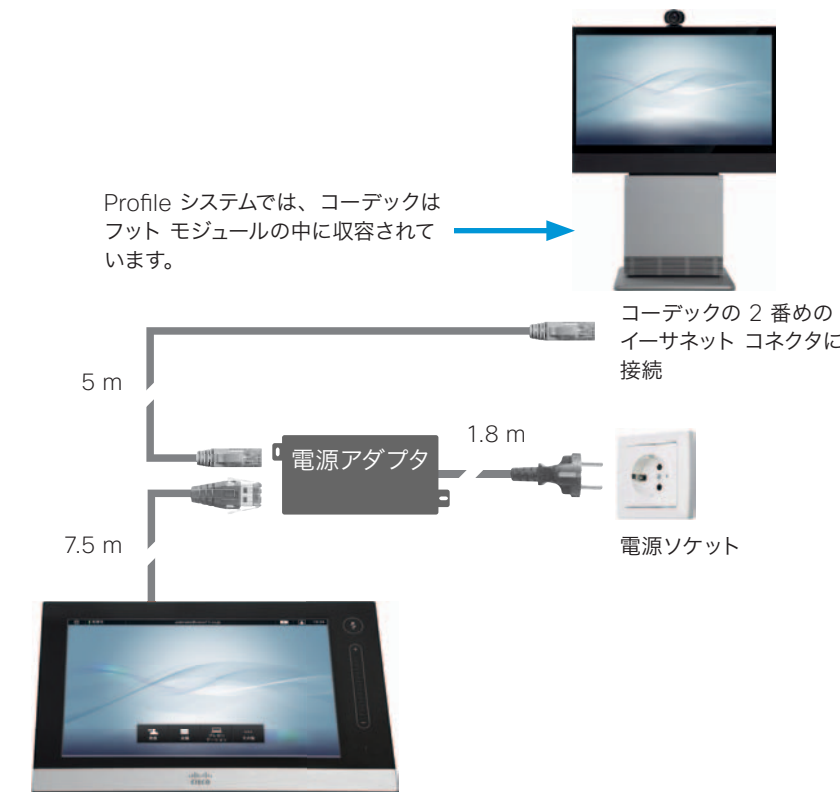 Profile システムでは、コーデックは
フット モジュールの中に収容されて
います。
コーデックの 2 番めの
イーサネット コネクタに
接続
5 m
電源アダプタ
1.8 m
電源ソケット
7.5 m
CISCO